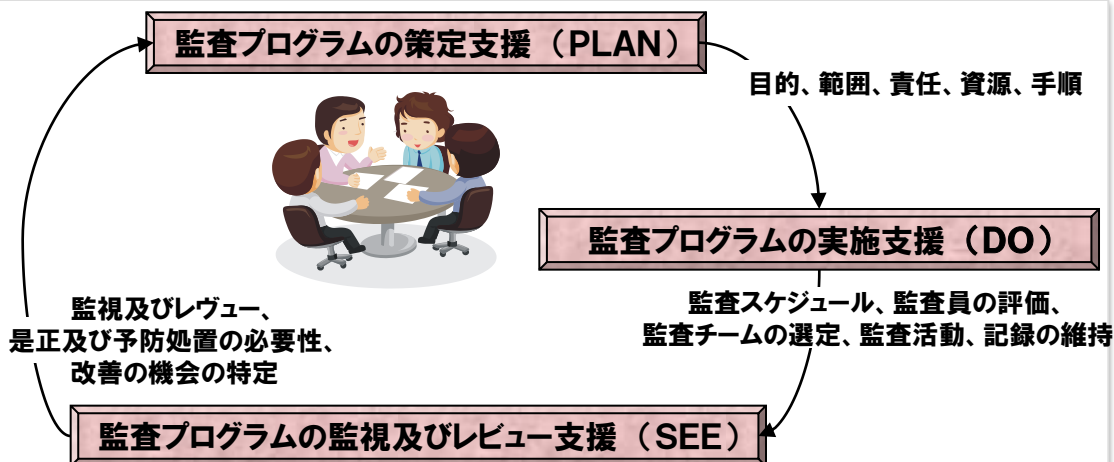 監査プログラムの策定支援（PLAN）
目的、範囲、責任、資源、手順
監査プログラムの実施支援（DO）
監査スケジュール、監査員の評価、
監査チームの選定、監査活動、記録の維持
監視及びレヴュー、
是正及び予防処置の必要性、
改善の機会の特定
監査プログラムの監視及びレビュー支援（SEE）